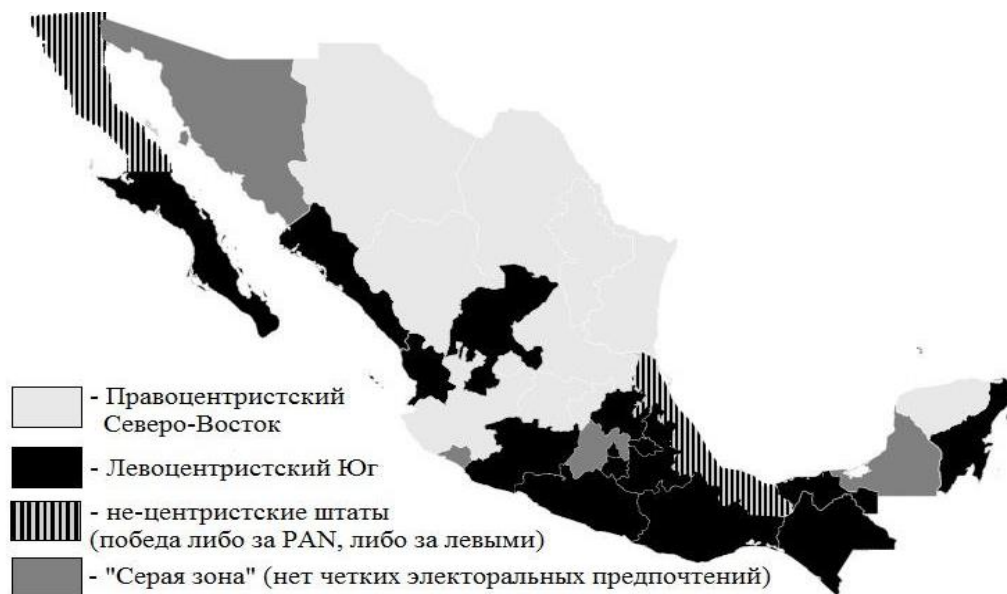 - Правоцентристский
Северо-Восток
- Левоцентристский Юг
- не-центристские штаты
(победа либо за PAN, либо за левыми)
- "Серая зона" (нет четких электоральных предпочтений)